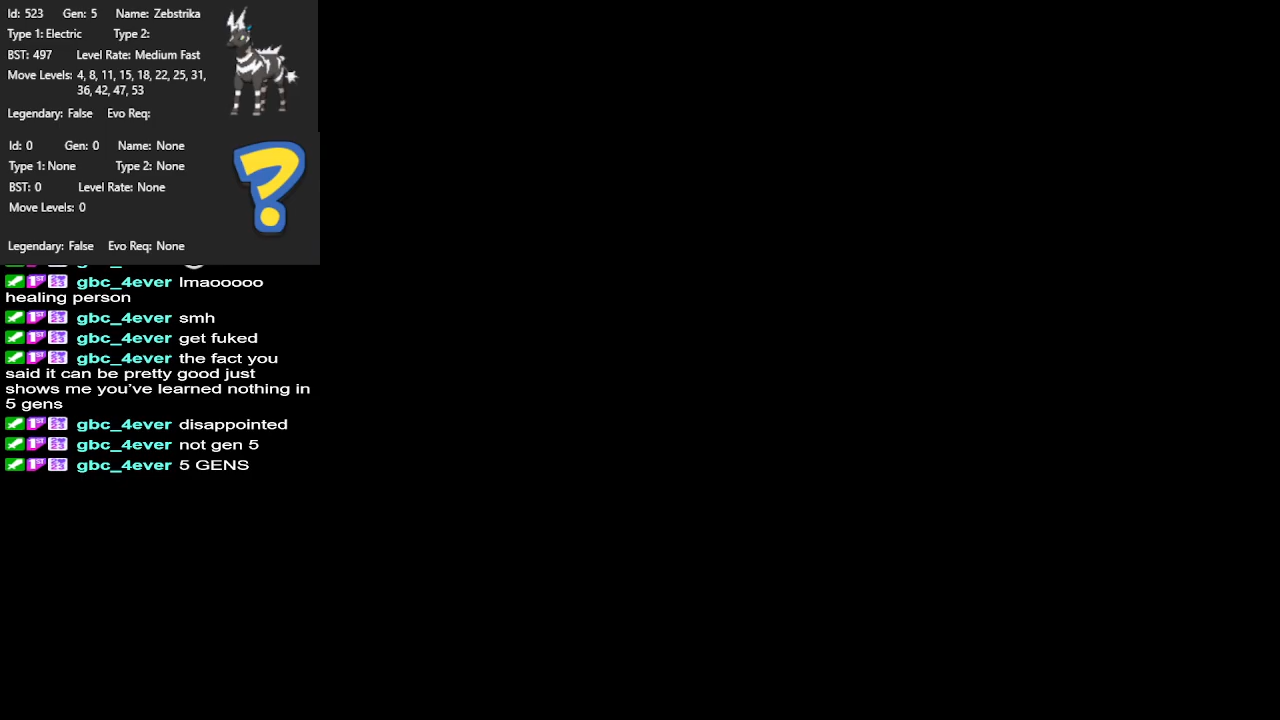 Id: 523 Gen: 5 Name: Zebstrika
Type 1: Electric Type 2:
BST: 497 Level Rate: Medium Fast
Move Levels: 4, 8, 11, 15, 18, 22, 25, 31,
36, 42, 47, 53
Legendary: False Evo Req:
Id: 0 Gen: 0 Name: None
Type 1: None Type 2: None
BST: 0 Level Rate: None
Move Levels: 0
Legendary: False Evo Req: None
gbc_4ever lmaooooo
healing person
gbc_4ever smh
gbc_4ever get fuked
gbc_4ever the fact you
said it can be pretty good just
shows me you've learned nothing in
5 gens
gbc_4ever disappointed
gbc_4ever not gen 5
gbc_4ever 5 GENS